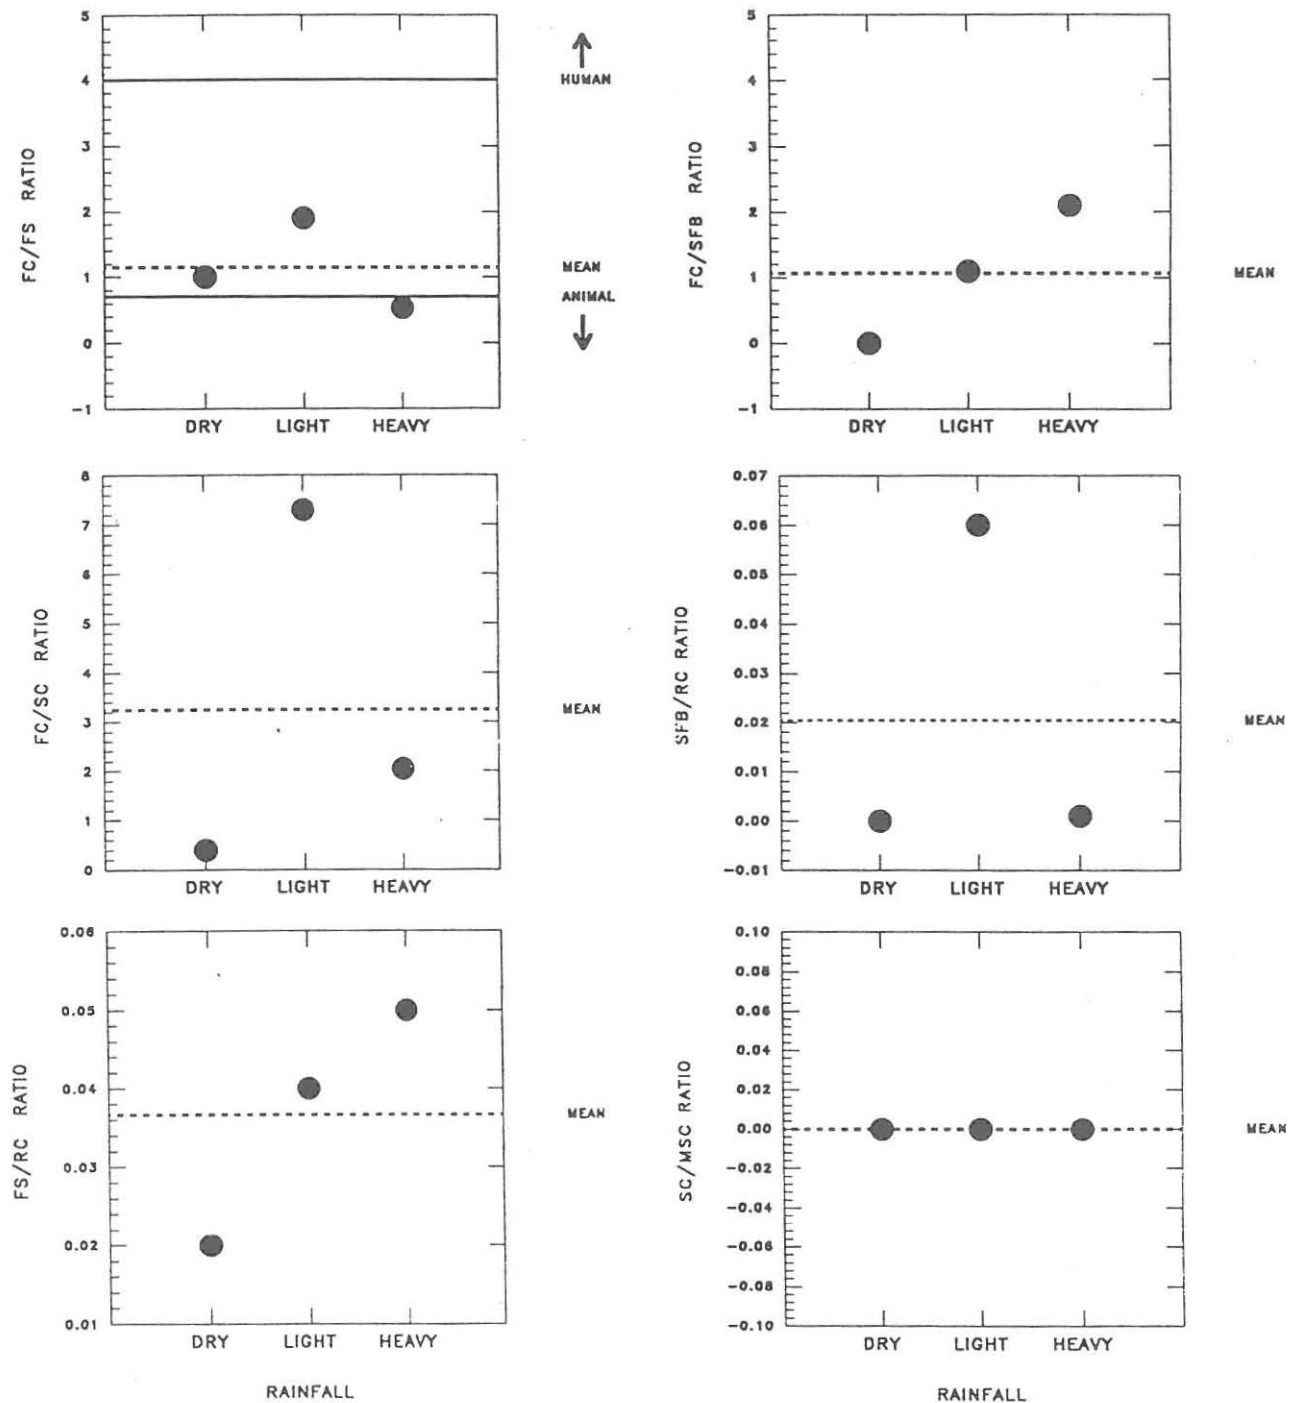 5
4
3
2
1
0
-1
FC/FS RATIO
HUMAN
MEAN
ANIMAL
DRY LIGHT HEAVY
5
4
3
2
1
0
-1
FC/SFB RATIO
MEAN
DRY LIGHT HEAVY
8
7
6
5
4
3
2
1
0
FC/SC RATIO
MEAN
DRY LIGHT HEAVY
0.07
0.06
0.05
0.04
0.03
0.02
0.01
0.00
-0.01
SFB/RC RATIO
MEAN
DRY LIGHT HEAVY
0.06
0.05
0.04
0.03
0.02
0.01
FS/RC RATIO
MEAN
DRY LIGHT HEAVY
RAINFALL
0.10
0.08
0.06
0.04
0.02
0.00
-0.02
-0.04
-0.06
-0.08
-0.10
SC/MSC RATIO
MEAN
DRY LIGHT HEAVY
RAINFALL